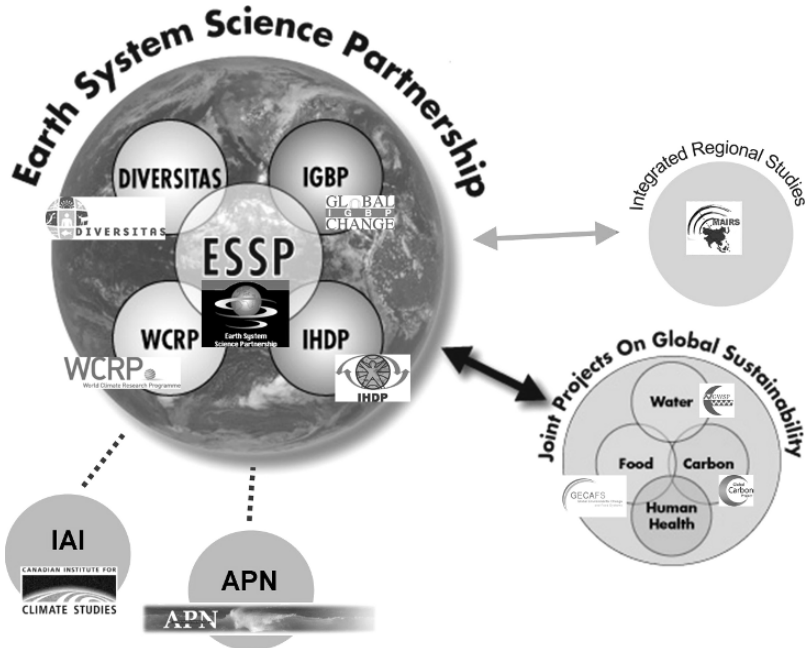 Earth System Science Partnership
DIVERSITAS
IGBP
DIVERSITAS
GLOBAL
IGBP
CHANGE
ESSP
Earth System
Science Partnership
WCRP
IHDP
WCRP
World Climate Research Programme
IHDP
Integrated Regional Studies
MAIRS
Joint Projects On Global Sustainability
Water
GWSP
Food
Carbon
GECAFS
Global
Carbon
Project
Human
Health
IAI
CANADIAN INSTITUTE FOR
CLIMATE STUDIES
APN
APN